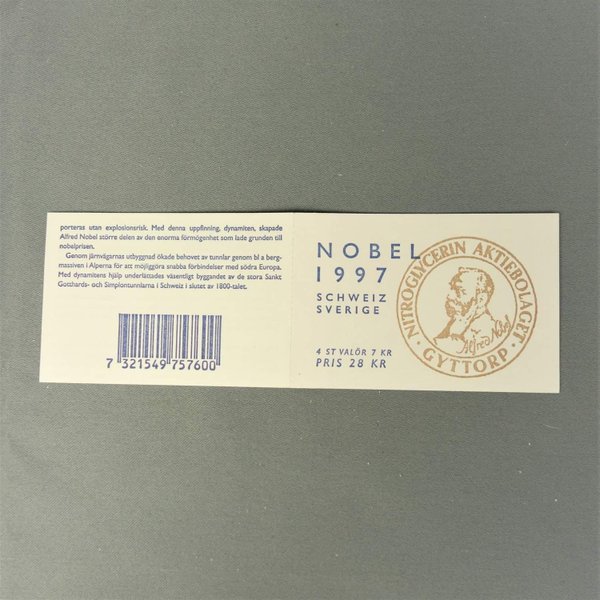 porteras utan explosionsrisk. Med denna uppfinning, dynamiten, skapade
Alfred Nobel större delen av den enorma förmögenhet som lade grunden till
nobelprisen.
Genom järnvägarnas utbyggnad ökade behovet av tunnlar genom bl a berg-
massiven i Alperna för att möjliggöra snabba förbindelser med södra Europa.
Med dynamitens hjälp underlättades väsentligt byggandet av de stora Sankt
Gotthards- och Simplontunnlarna i Schweiz i slutet av 1800-talet.
7 321549 757600
NOBEL
1997
SCHWEIZ
SVERIGE
4 ST VALÖR 7 KR
PRIS 28 KR
NITROGLYCERIN AKTIEBOLAGET
Alfred Nobel
· GYTTORP ·